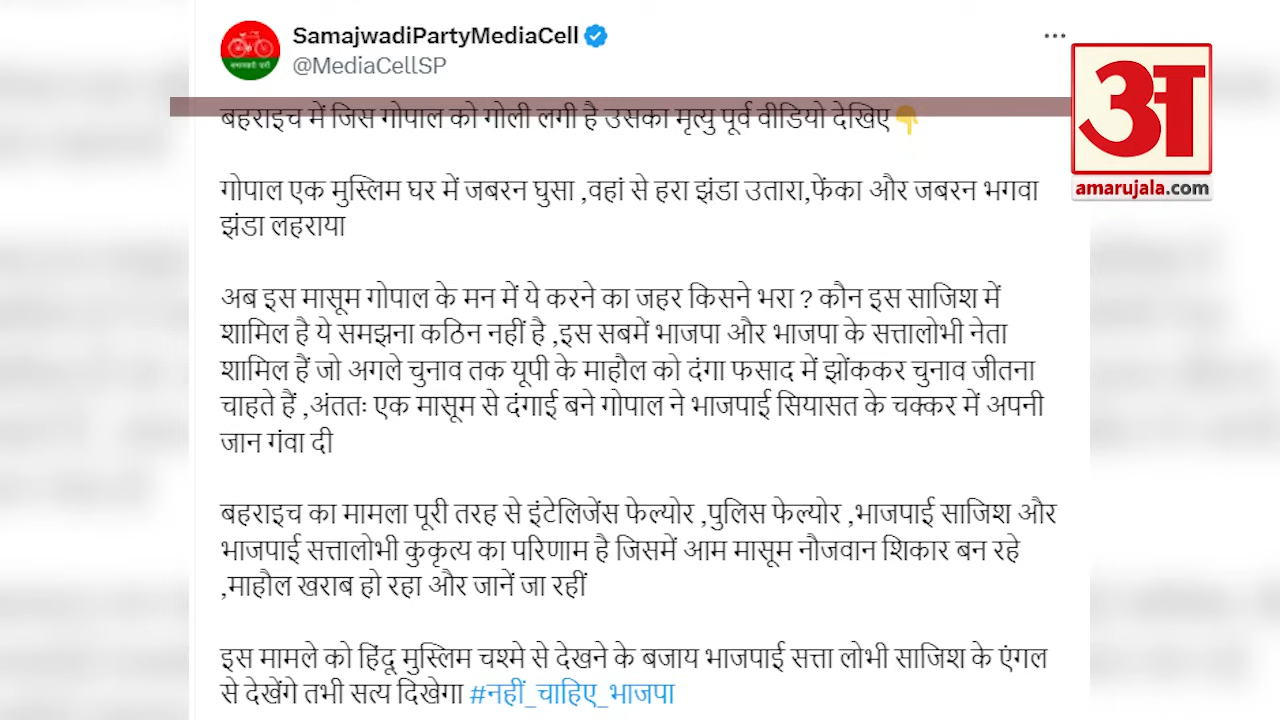 SamajwadiPartyMediaCell
@MediaCellSP
बहराइच में जिस गोपाल को गोली लगी है उसका मृत्यु पूर्व वीडियो देखिए👇
गोपाल एक मुस्लिम घर में जबरन घुसा ,वहां से हरा झंडा उतारा,फेंका और जबरन भगवा
झंडा लहराया
अब इस मासूम गोपाल के मन में ये करने का जहर किसने भरा ? कौन इस साजिश में
शामिल है ये समझना कठिन नहीं है ,इस सबमें भाजपा और भाजपा के सत्तालोभी नेता
शामिल हैं जो अगले चुनाव तक यूपी के माहौल को दंगा फसाद में झोंककर चुनाव जीतना
चाहते हैं ,अंततः एक मासूम से दंगाई बने गोपाल ने भाजपाई सियासत के चक्कर में अपनी
जान गंवा दी
बहराइच का मामला पूरी तरह से इंटेलिजेंस फेल्योर ,पुलिस फेल्योर ,भाजपाई साजिश और
भाजपाई सत्तालोभी कुकृत्य का परिणाम है जिसमें आम मासूम नौजवान शिकार बन रहे
,माहौल खराब हो रहा और जानें जा रहीं
इस मामले को हिंदू मुस्लिम चश्मे से देखने के बजाय भाजपाई सत्ता लोभी साजिश के एंगल
से देखेंगे तभी सत्य दिखेगा #नहीं_चाहिए_भाजपा
अ
amarujala.com